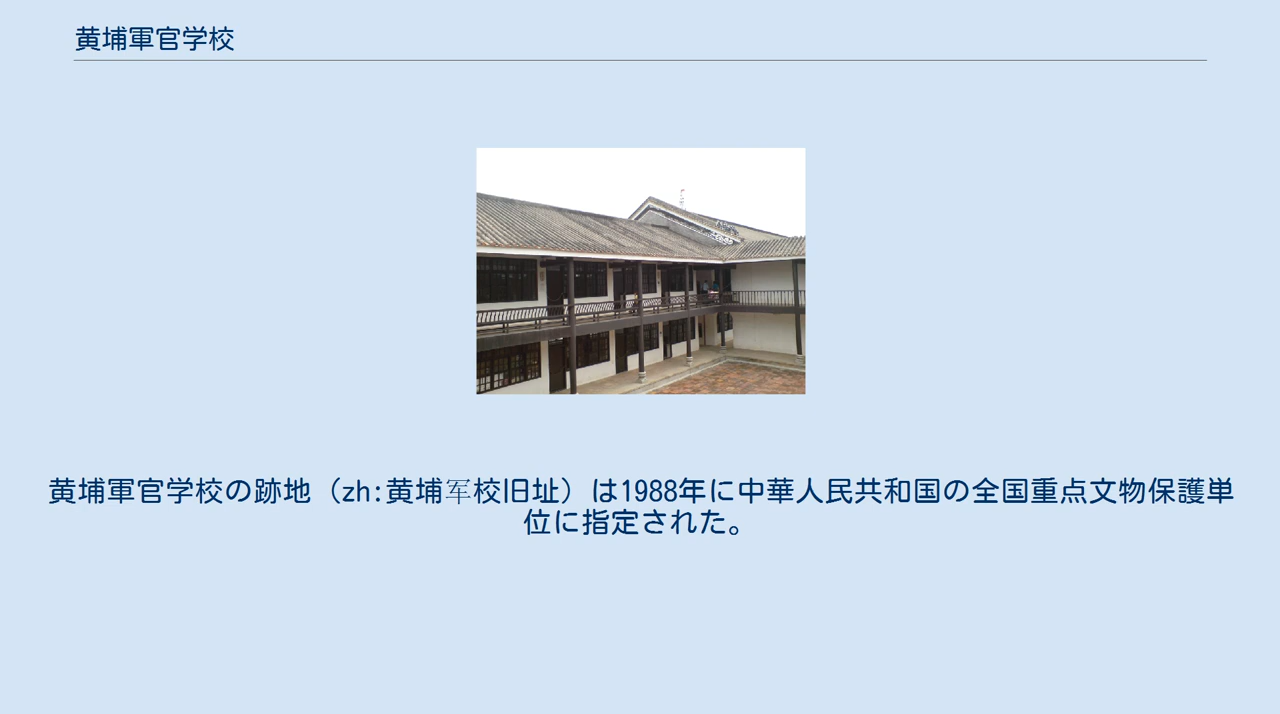 黄埔軍官学校
黄埔軍官学校の跡地（zh:黄埔军校旧址）は1988年に中華人民共和国の全国重点文物保護単
位に指定された。